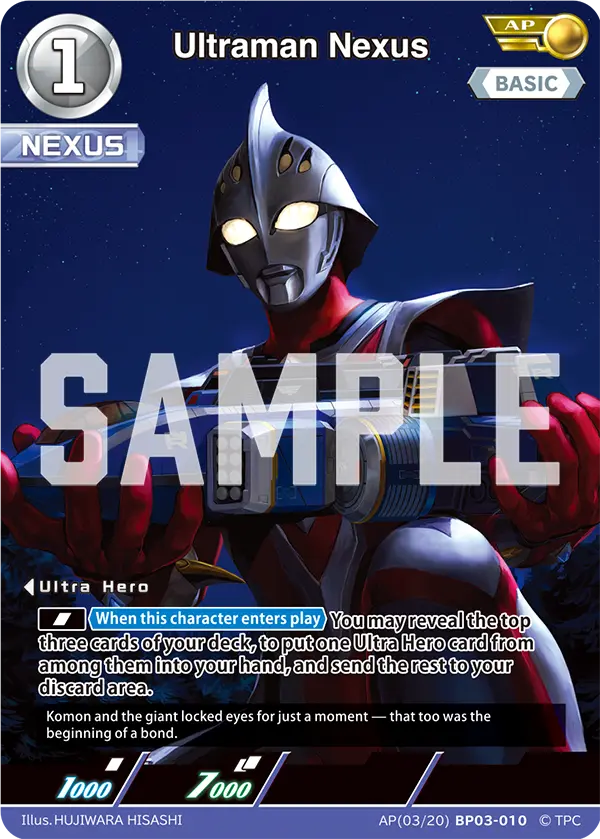 1
Ultraman Nexus
AP
BASIC
NEXUS
SAMPLE
Ultra Hero
When this character enters play You may reveal the top
three cards of your deck, to put one Ultra Hero card from
among them into your hand, and send the rest to your
discard area.
Komon and the giant locked eyes for just a moment — that too was the
beginning of a bond.
1000 7000
Illus.HUJIWARA HISASHI AP(03/20) BP03-010 © TPC